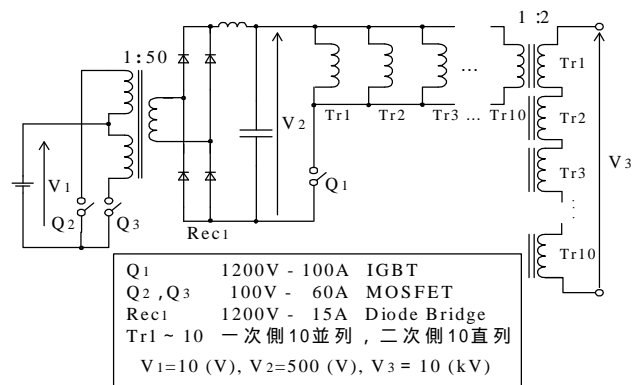 1 :2
1:50
Tr1
Tr2
Tr3
Tr10
V1
V2
V3
Tr1 Tr2 Tr3 ... Tr10
...
Q1
Q2
Q3
Rec1
Q1 1200V - 100A IGBT
Q2 ,Q3 100V - 60A MOSFET
Rec1 1200V - 15A Diode Bridge
Tr1 ~ 10 一次側10並列，二次側10直列
V1=10 (V), V2=500 (V), V3 = 10 (kV)